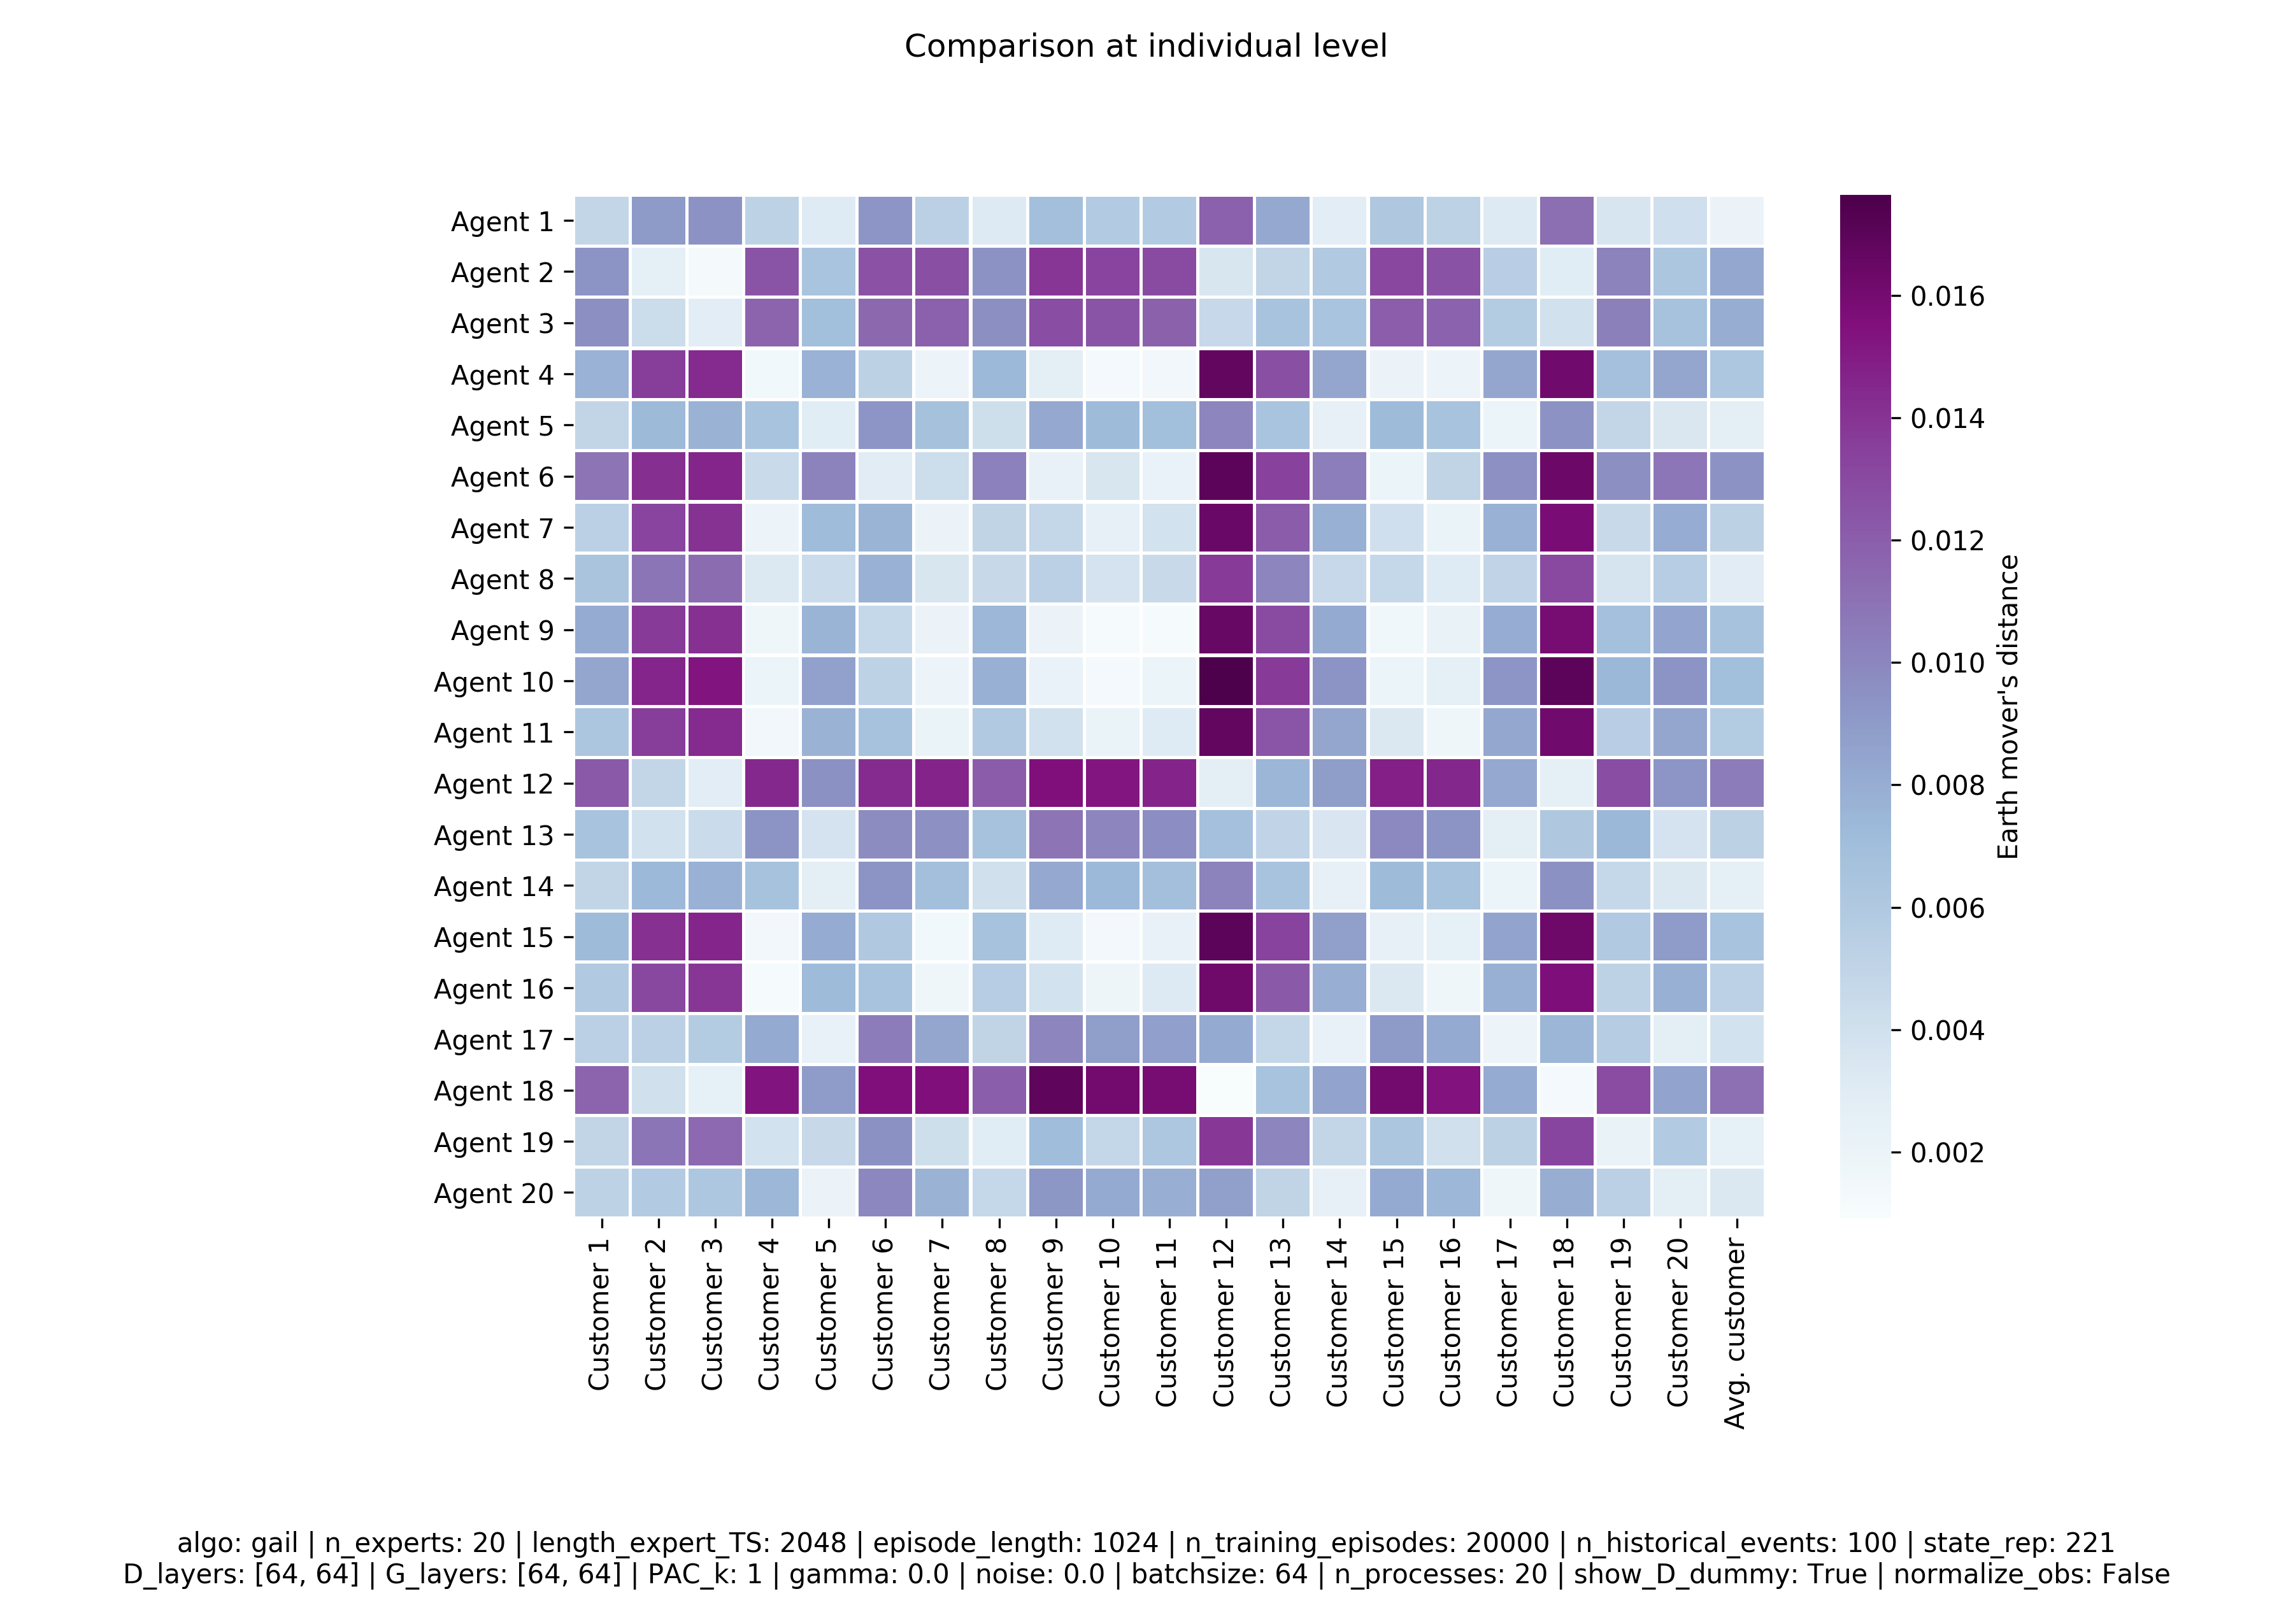 Comparison at individual level
Agent 1
Agent 2
Agent 3
Agent 4
Agent 5
Agent 6
Agent 7
Agent 8
Agent 9
Agent 10
Agent 11
Agent 12
Agent 13
Agent 14
Agent 15
Agent 16
Agent 17
Agent 18
Agent 19
Agent 20
Customer 1
Customer 2
Customer 3
Customer 4
Customer 5
Customer 6
Customer 7
Customer 8
Customer 9
Customer 10
Customer 11
Customer 12
Customer 13
Customer 14
Customer 15
Customer 16
Customer 17
Customer 18
Customer 19
Customer 20
Avg. customer
0.016
0.014
0.012
0.010
0.008
0.006
0.004
0.002
Earth mover's distance
algo: gail | n_experts: 20 | length_expert_TS: 2048 | episode_length: 1024 | n_training_episodes: 20000 | n_historical_events: 100 | state_rep: 221
D_layers: [64, 64] | G_layers: [64, 64] | PAC_k: 1 | gamma: 0.0 | noise: 0.0 | batchsize: 64 | n_processes: 20 | show_D_dummy: True | normalize_obs: False